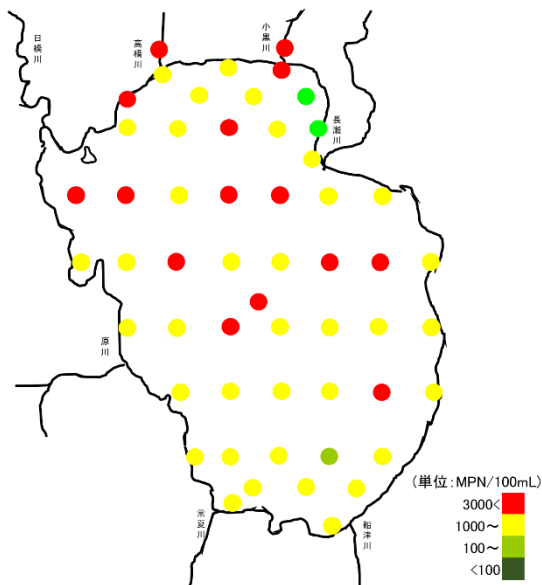 日橋川
高橋川
小黒川
長瀬川
原川
常夏川
船津川
(単位:MPN/100mL)
3000<
1000~
100~
<100